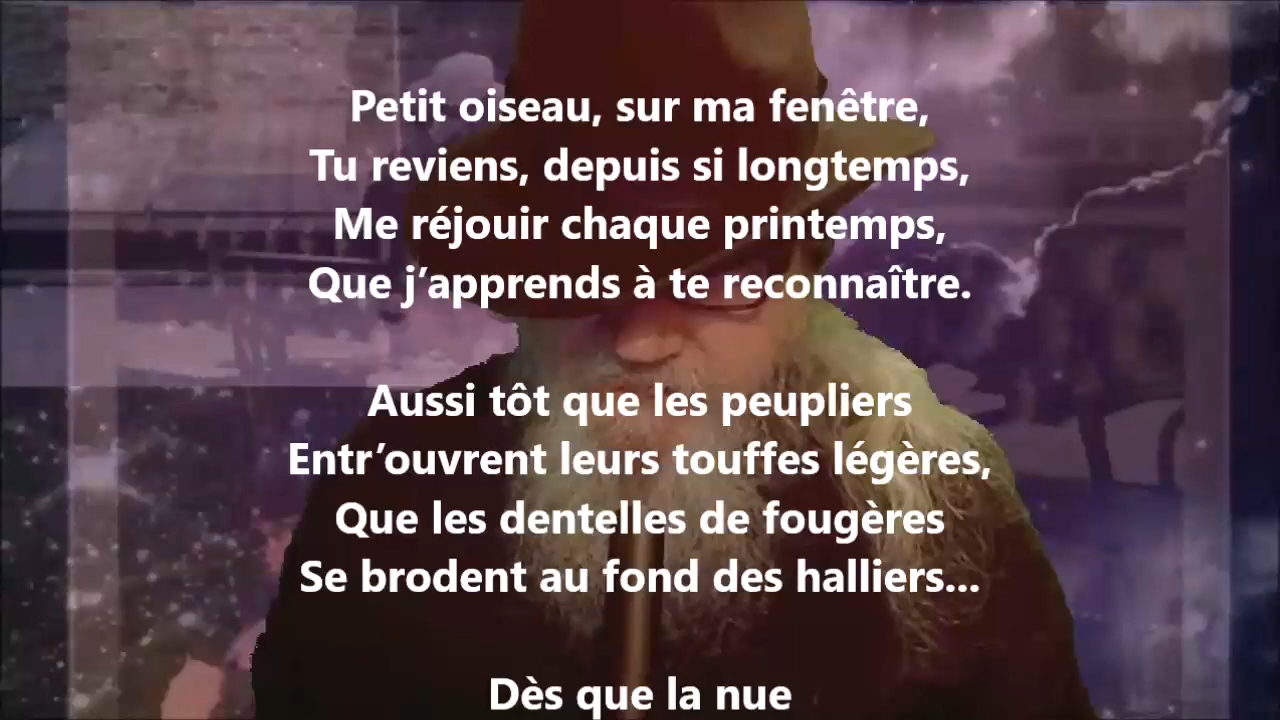 Petit oiseau, sur ma fenêtre,
Tu reviens, depuis si longtemps,
Me réjouir chaque printemps,
Que j’apprends à te reconnaître.
Aussi tôt que les peupliers
Entr’ouvrent leurs touffes légères,
Que les dentelles de fougères
Se brodent au fond des halliers...
Dès que la nue